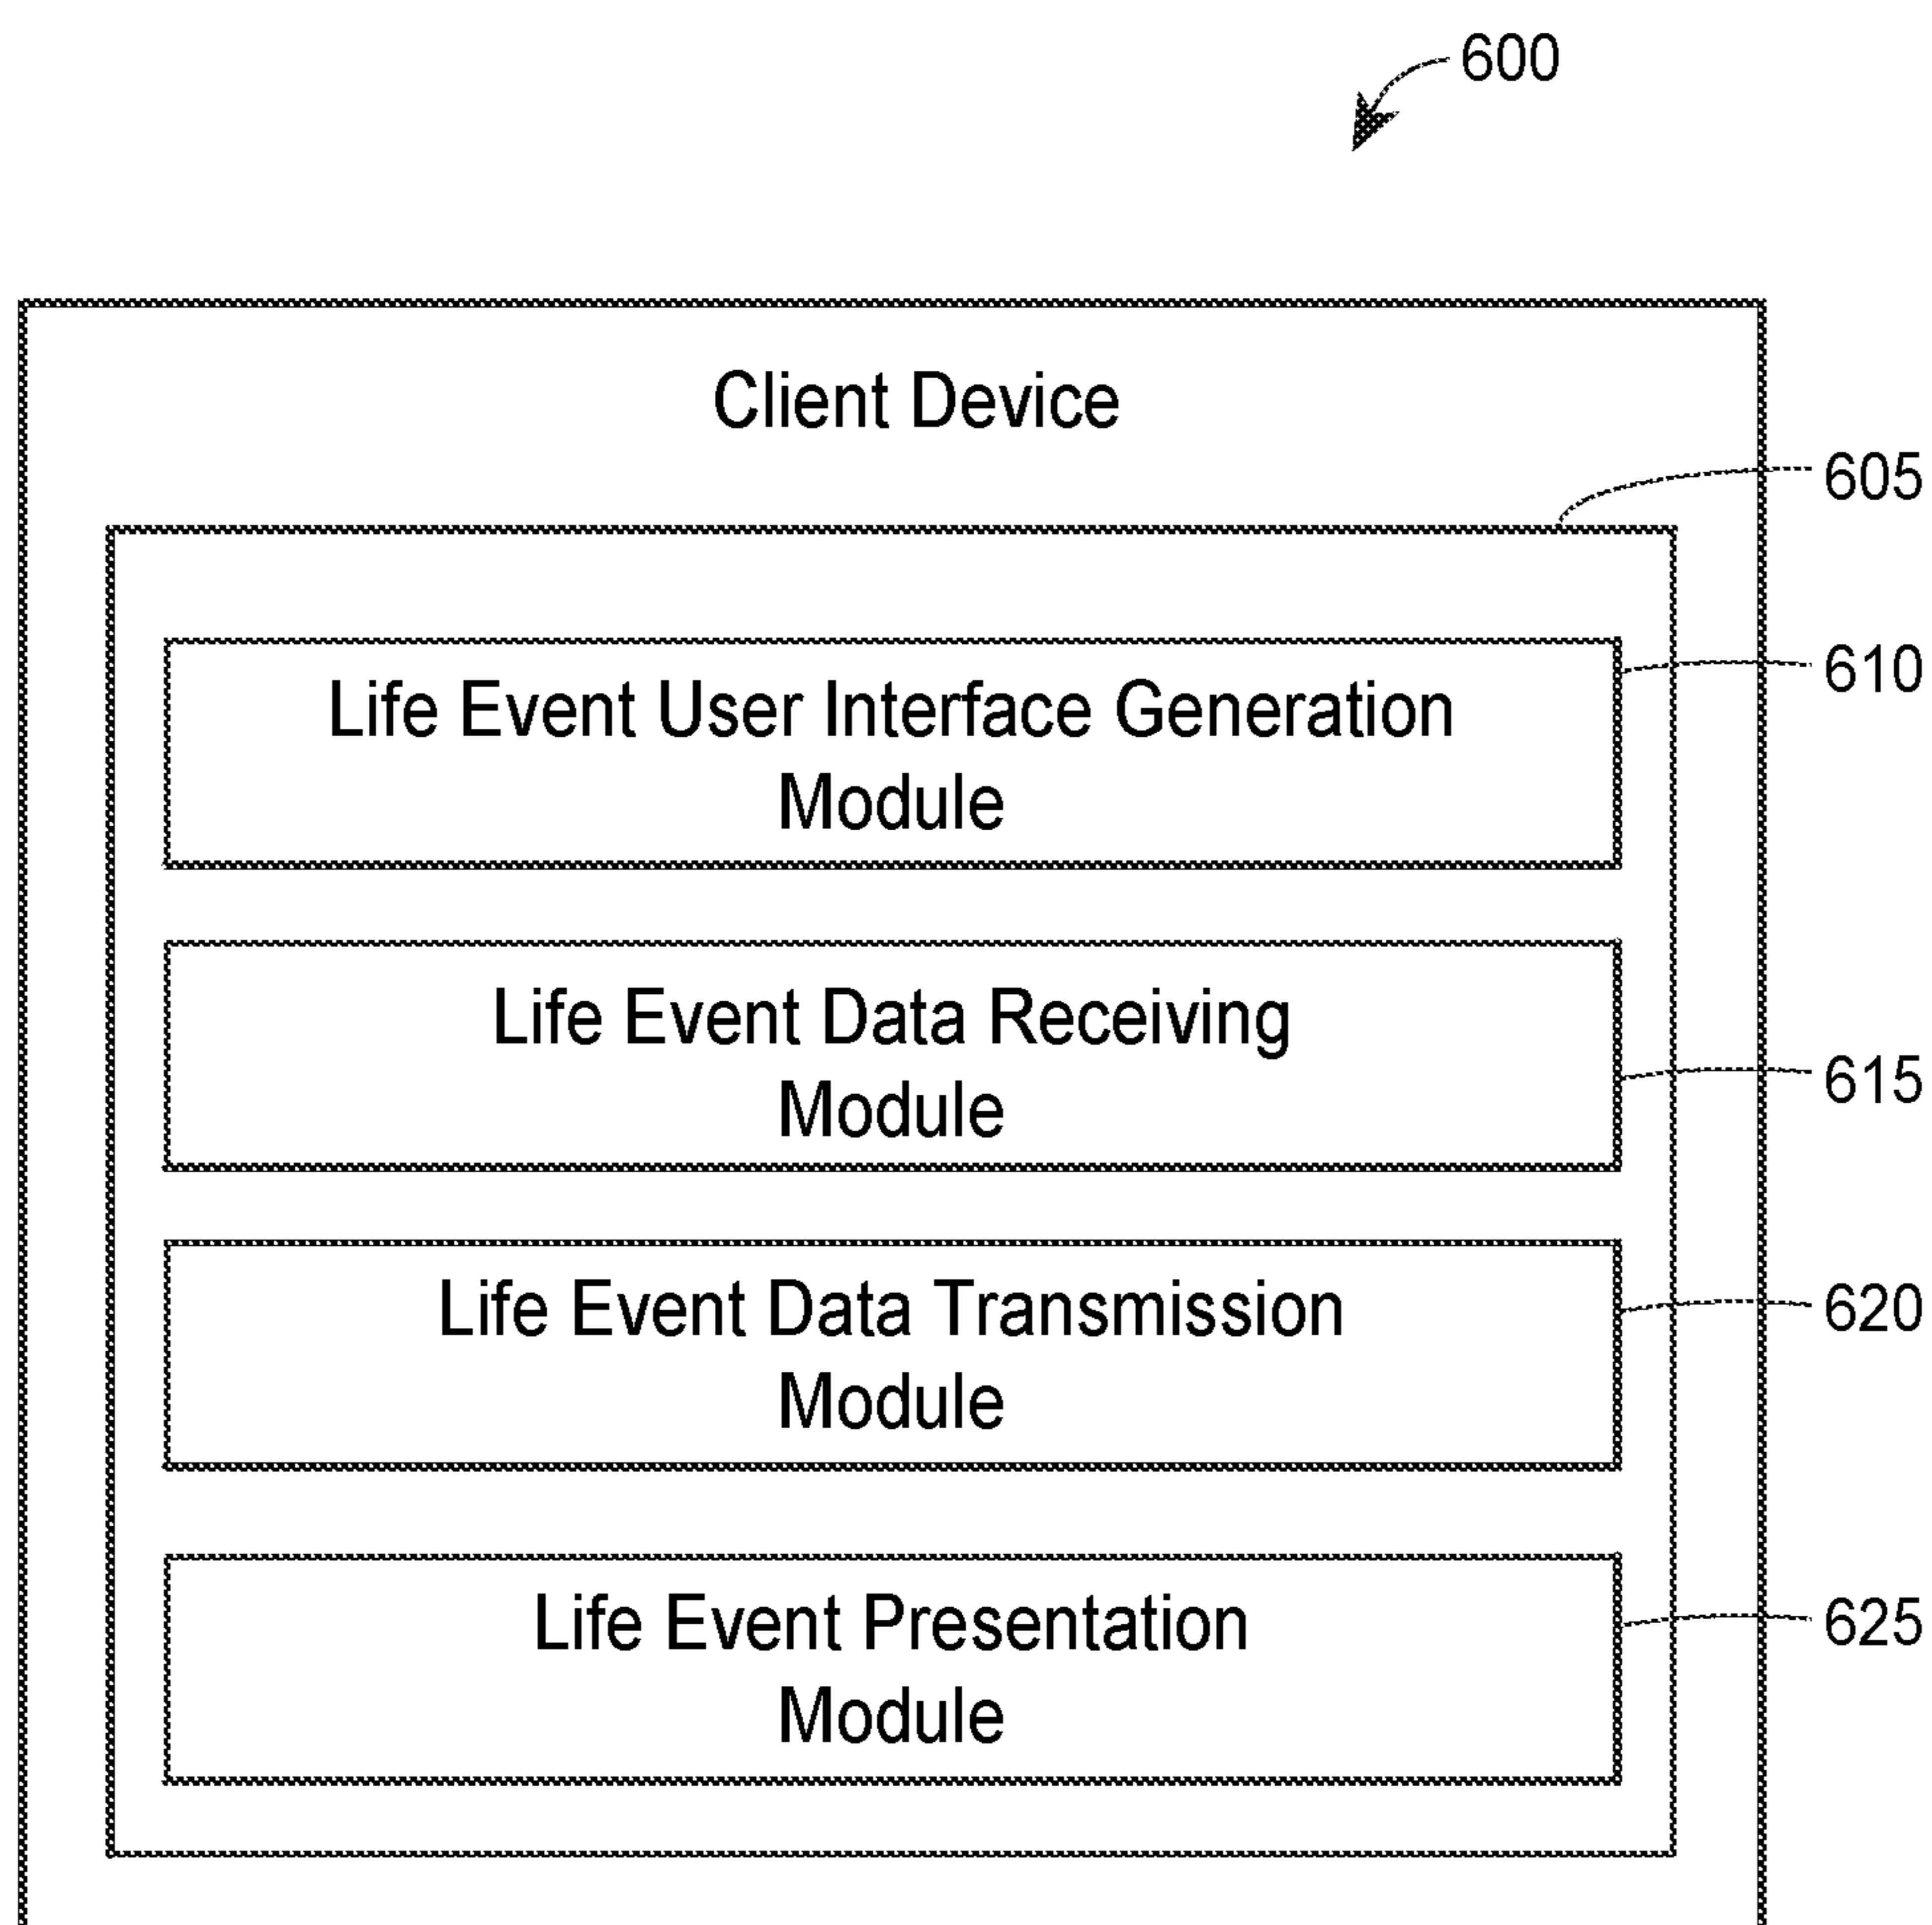 600
Client Device
605
610
Life Event User Interface Generation
Module
Life Event Data Receiving
615
Module
Life Event Data Transmission
620
Module
Life Event Presentation
625
Module